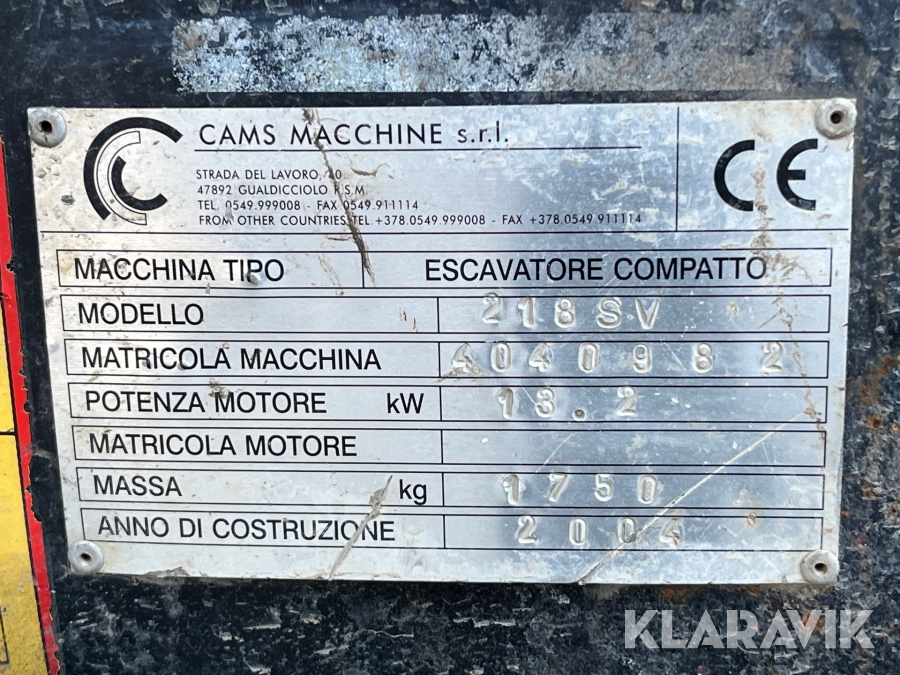 CAMS MACCHINE s.r.l.
STRADA DEL LAVORO,
47892 GUALDICCIOLO R.S.M.
TEL. 0549.999008 - FAX 0549.911114
FROM OTHER COUNTRIES TEL.+378.0549.999008 - FAX +378.0549.911114
CE
MACCHINA TIPO ESCAVATORE COMPATTO
MODELLO 218SV
MATRICOLA MACCHINA 4040982
POTENZA MOTORE kW 13.2
MATRICOLA MOTORE
MASSA kg 1750
ANNO DI COSTRUZIONE 2004
KLARAVIK